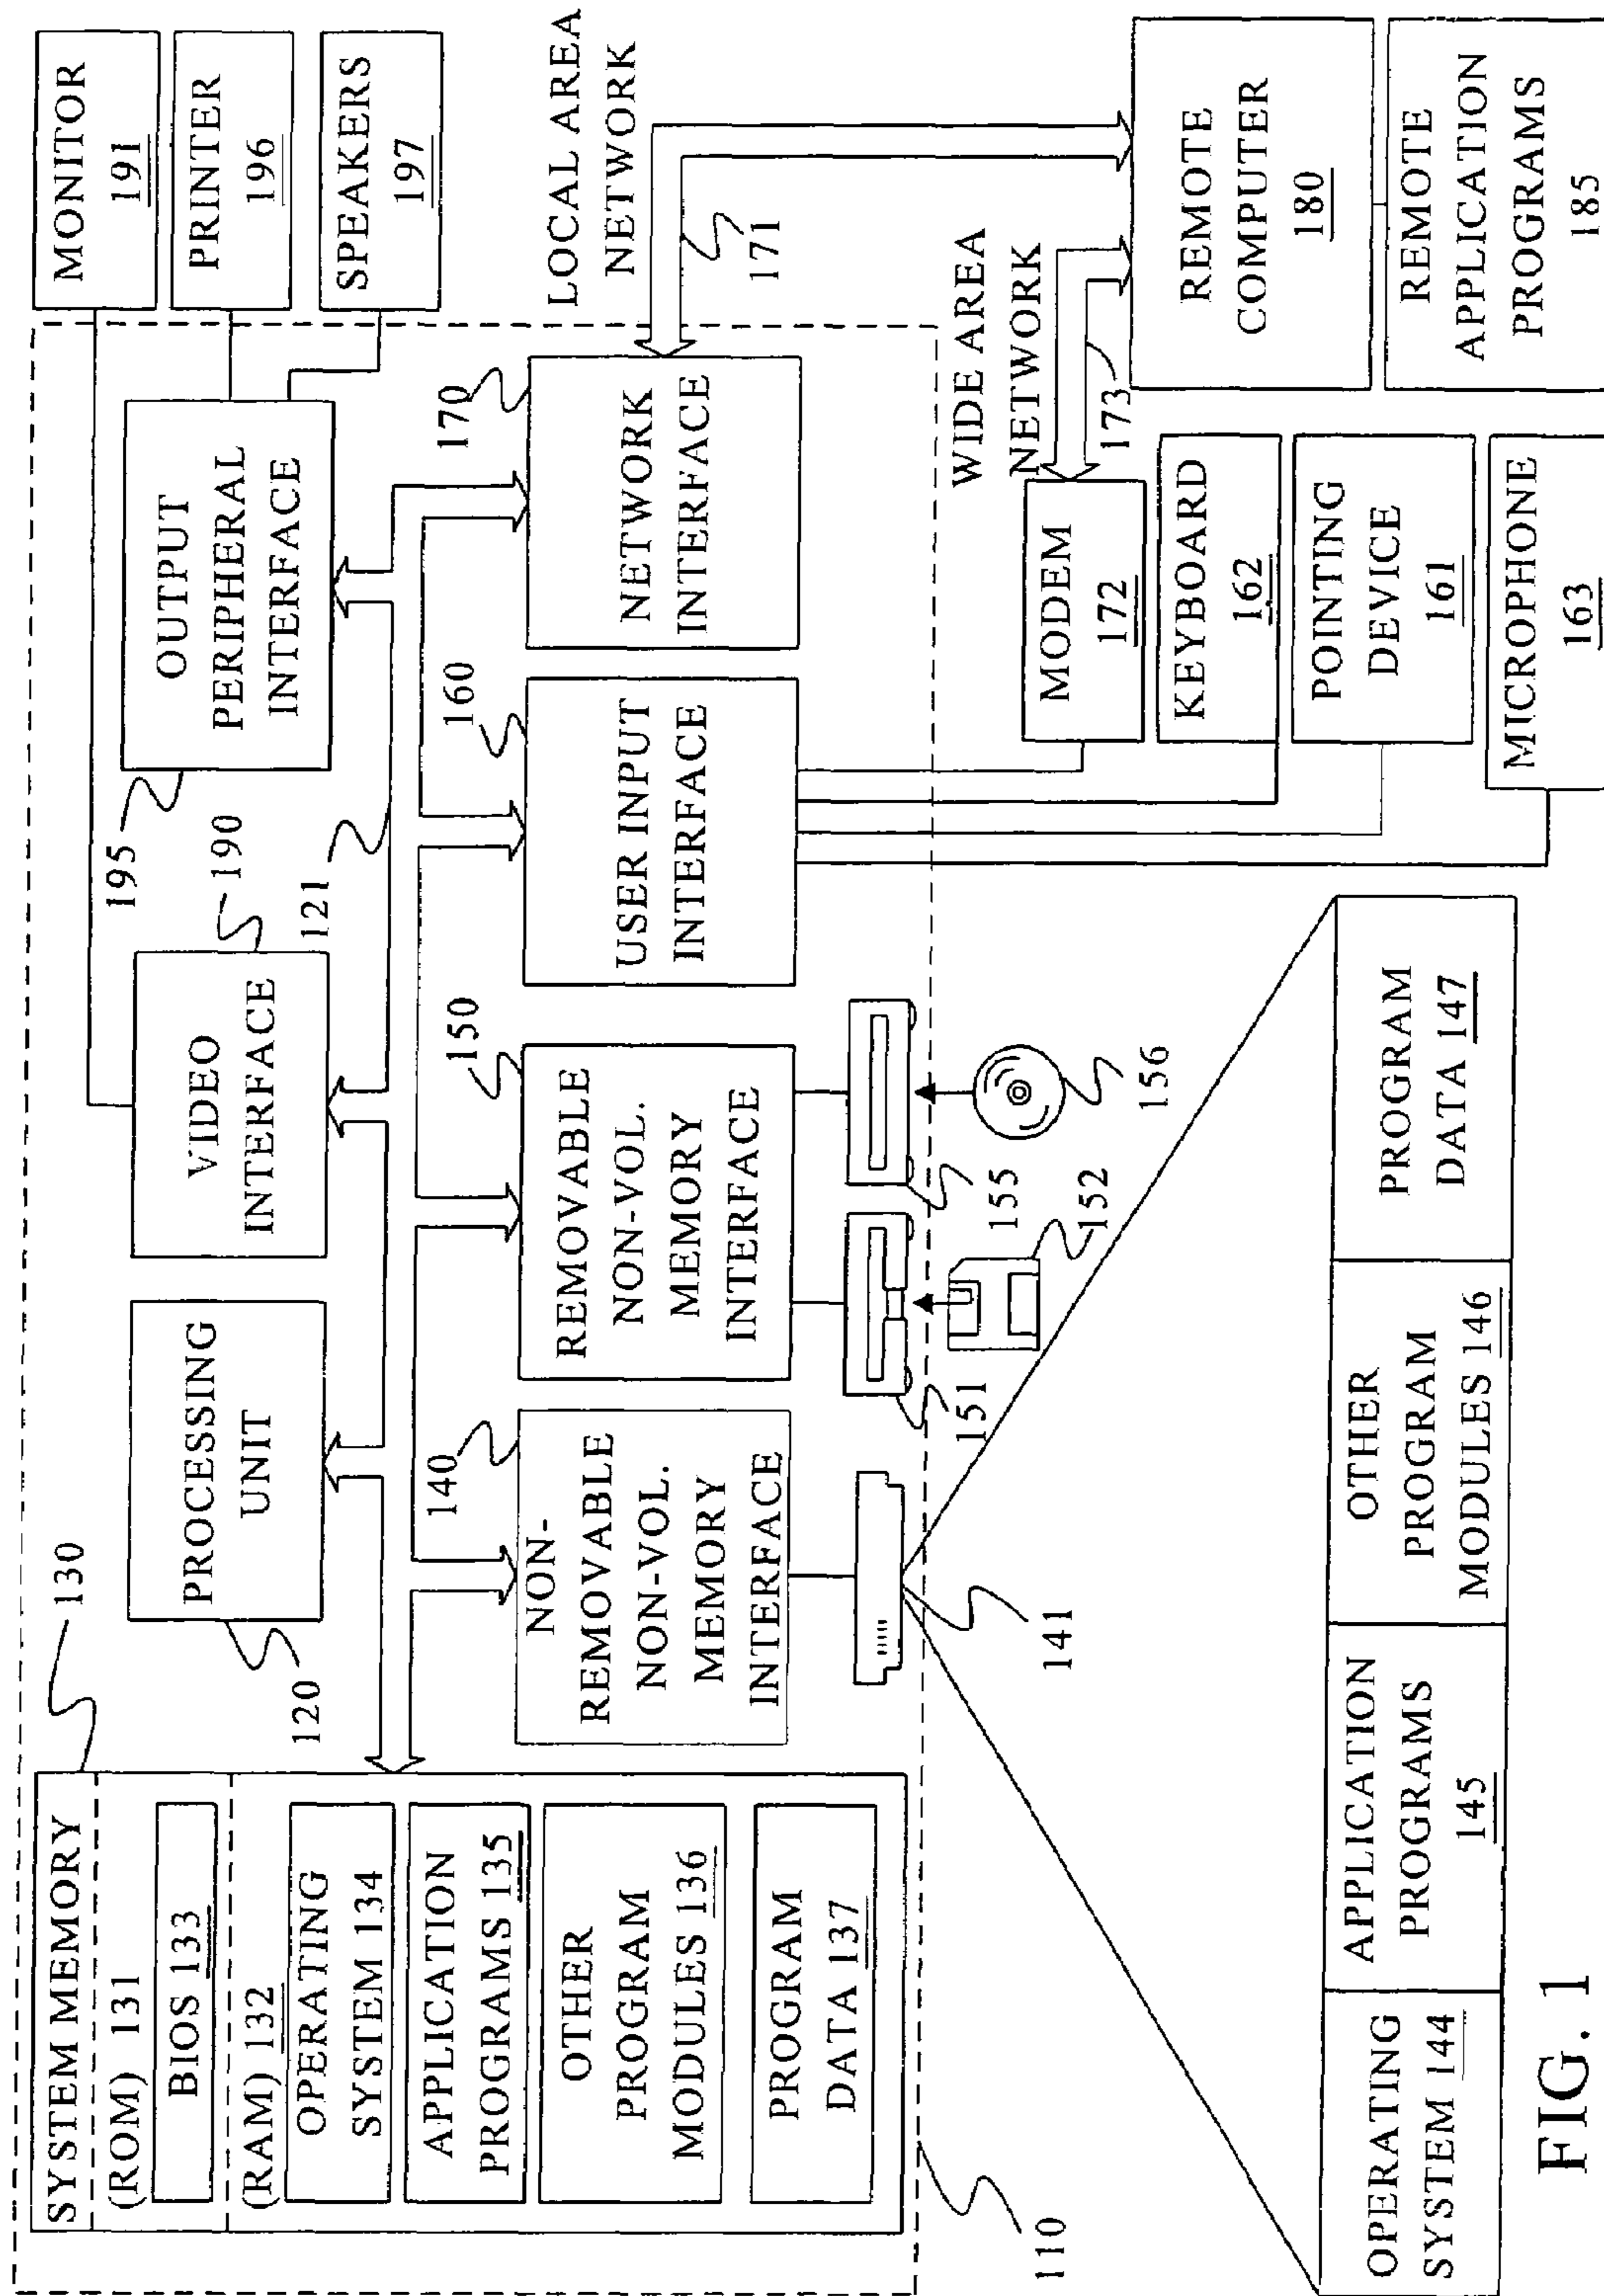 SYSTEM MEMORY
(ROM) 131
BIOS 133
(RAM) 132
OPERATING
SYSTEM 134
APPLICATION
PROGRAMS 135
OTHER
PROGRAM
MODULES 136
PROGRAM
DATA 137
130
PROCESSING
UNIT
120
VIDEO
INTERFACE
190
121
OUTPUT
PERIPHERAL
INTERFACE
195
MONITOR
191
PRINTER
196
SPEAKERS
197
NON-
REMOVABLE
NON-VOL.
MEMORY
INTERFACE
140
REMOVABLE
NON-VOL.
MEMORY
INTERFACE
150
USER INPUT
INTERFACE
160
NETWORK
INTERFACE
170
LOCAL AREA
NETWORK
171
141
151
155
152
156
110
WIDE AREA
NETWORK
173
MODEM
172
KEYBOARD
162
POINTING
DEVICE
161
MICROPHONE
163
REMOTE
COMPUTER
180
REMOTE
APPLICATION
PROGRAMS
185
OPERATING
SYSTEM 144
APPLICATION
PROGRAMS
145
OTHER
PROGRAM
MODULES 146
PROGRAM
DATA 147
FIG. 1